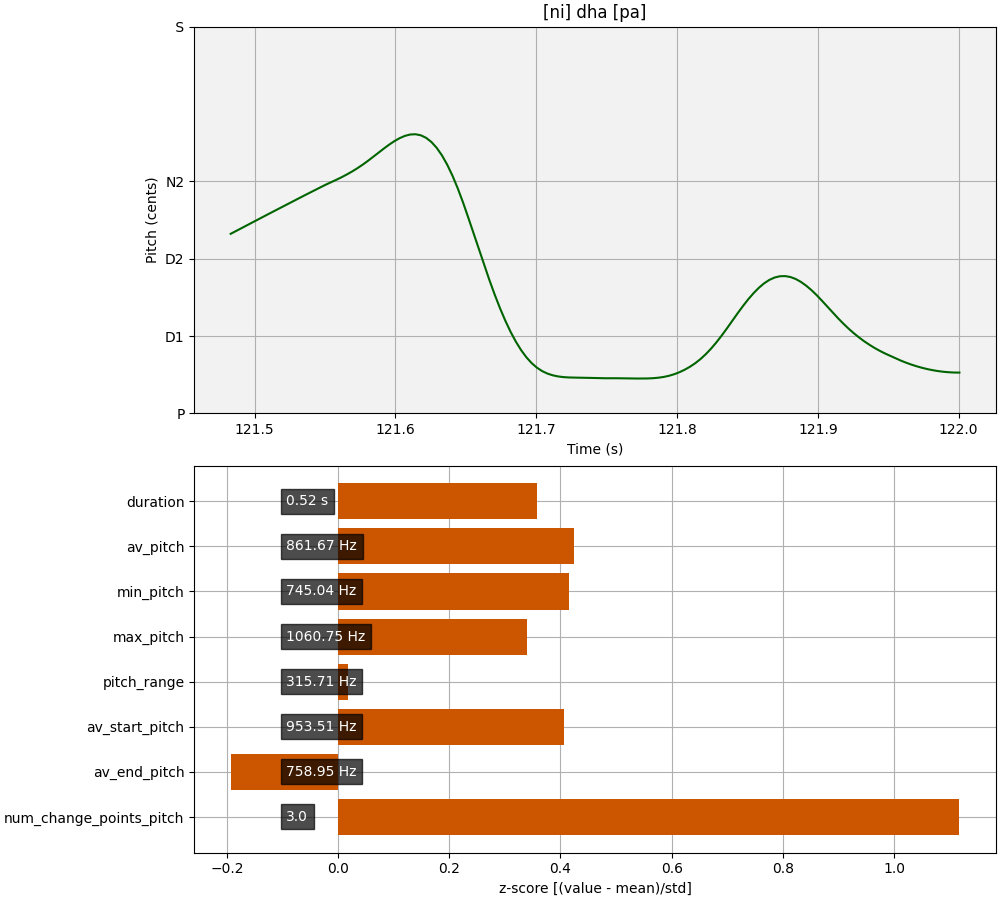 [ni] dha [pa]
S
N2
D2
D1
P
Pitch (cents)
121.5 121.6 121.7 121.8 121.9 122.0
Time (s)
duration 0.52 s
av_pitch 861.67 Hz
min_pitch 745.04 Hz
max_pitch 1060.75 Hz
pitch_range 315.71 Hz
av_start_pitch 953.51 Hz
av_end_pitch 758.95 Hz
num_change_points_pitch 3.0
−0.2 0.0 0.2 0.4 0.6 0.8 1.0
z-score [(value - mean)/std]